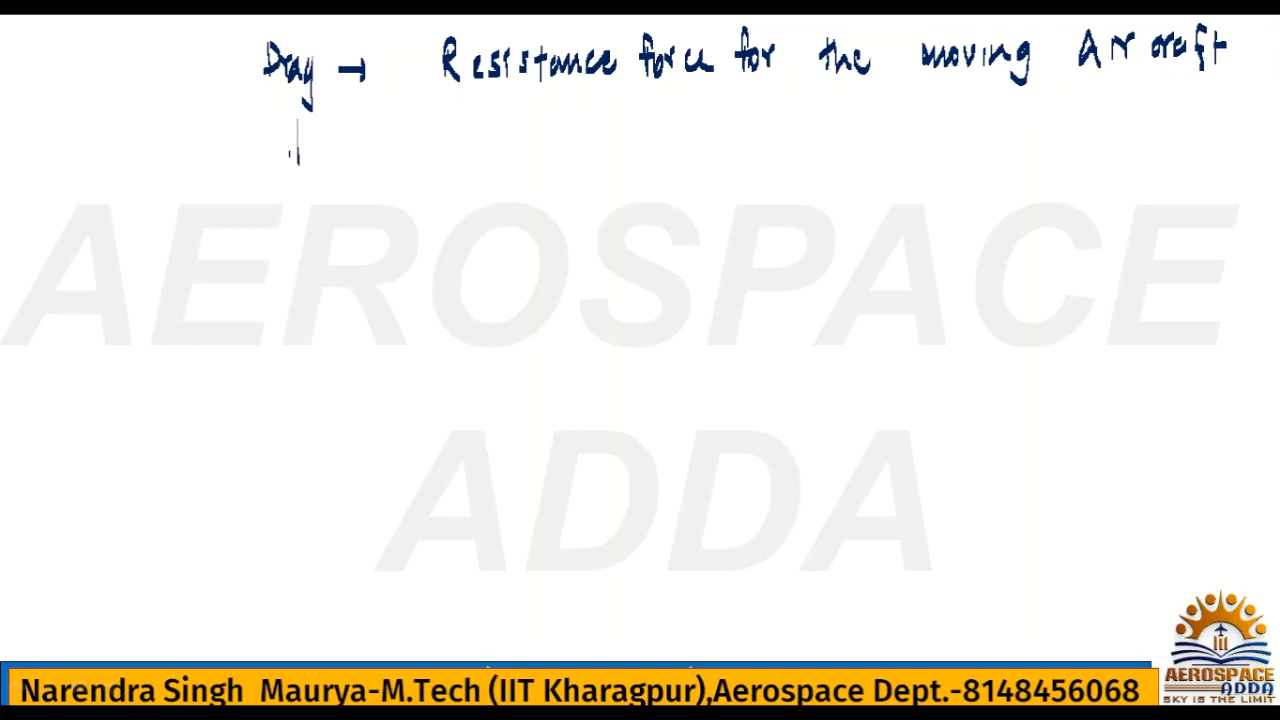 Drag → Resistance force for the moving Aircraft
AEROSPACE
ADDA
Narendra Singh Maurya-M.Tech (IIT Kharagpur),Aerospace Dept.-8148456068
AEROSPACE
ADDA
SKY IS THE LIMIT